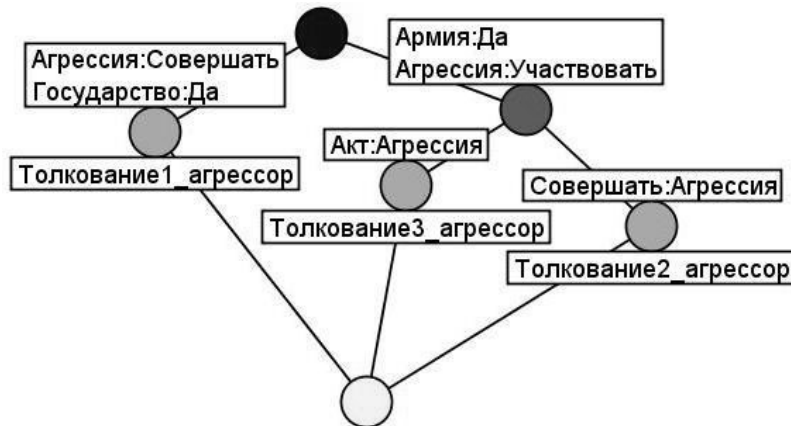 Агрессия:Совершать
Государство:Да
Армия:Да
Агрессия:Участвовать
Акт:Агрессия
Толкование1_агрессор
Совершать:Агрессия
Толкование3_агрессор
Толкование2_агрессор